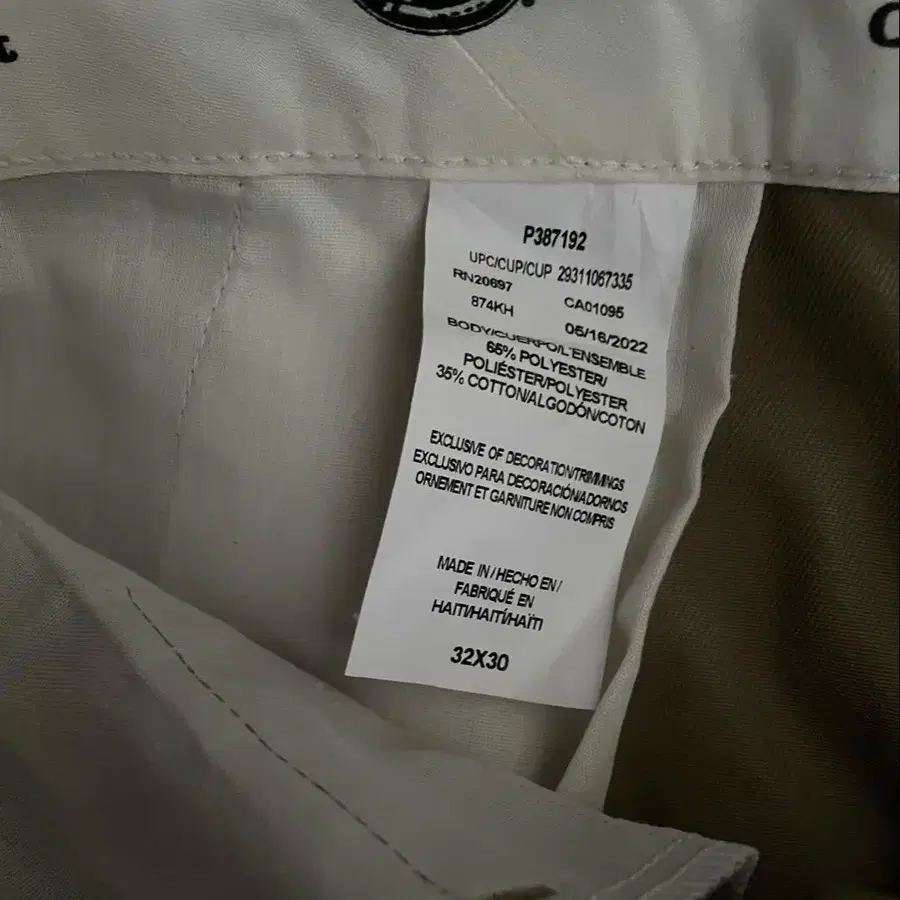 P387192
UPC/CUP/CUP 29311067335
RN20697 CA01095
874KH 05/16/2022
BODY/CUERPO/L'ENSEMBLE
65% POLYESTER/
POLIÉSTER/POLYESTER
35% COTTON/ALGODÓN/COTON
EXCLUSIVE OF DECORATION/TRIMMINGS
EXCLUSIVO PARA DECORACIÓN/ADORNOS
ORNEMENT ET GARNITURE NON COMPRIS
MADE IN / HECHO EN /
FABRIQUÉ EN
HAITI/HAITÍ/HAÏTI
32X30